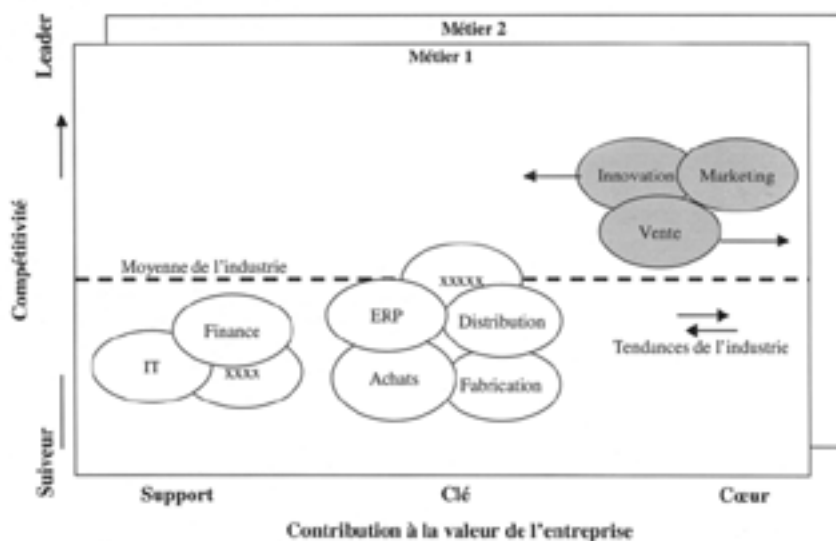 Métier 2
Métier 1
Leader
Compétitivité
Suiveur
Innovation
Marketing
Vente
Moyenne de l'industrie
xxxxx
ERP
Distribution
Finance
IT
xxxx
Achats
Fabrication
Tendances de l'industrie
Support
Clé
Cœur
Contribution à la valeur de l'entreprise